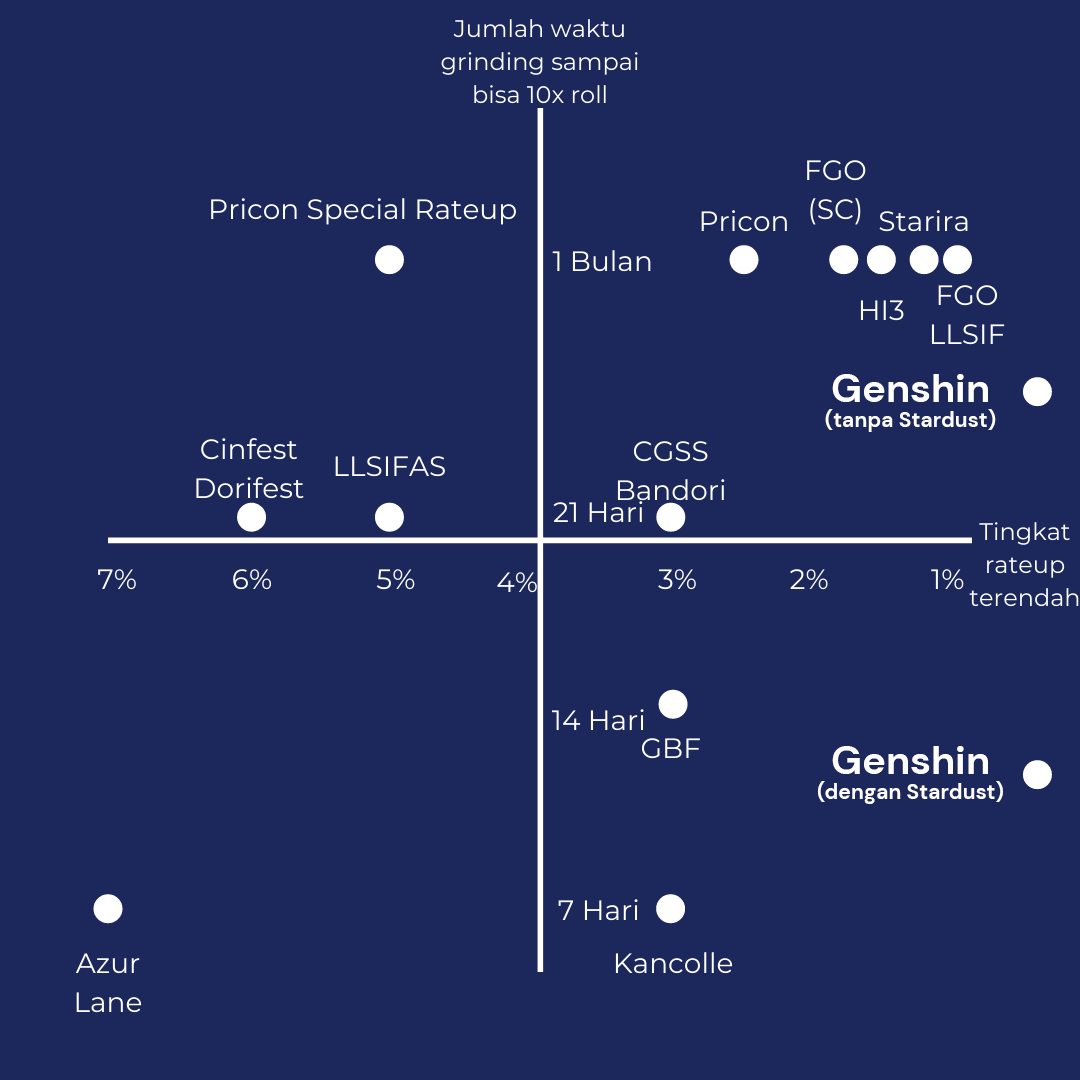 Jumlah waktu
grinding sampai
bisa 10x roll
FGO
(SC)
Pricon Special Rateup
Pricon
Starira
1 Bulan
HI3
FGO
LLSIF
Genshin
(tanpa Stardust)
Cinfest
Dorifest
LLSIFAS
CGSS
Bandori
21 Hari
Tingkat
rateup
terendah
7%
6%
5%
4%
3%
2%
1%
14 Hari
GBF
Genshin
(dengan Stardust)
7 Hari
Kancolle
Azur
Lane